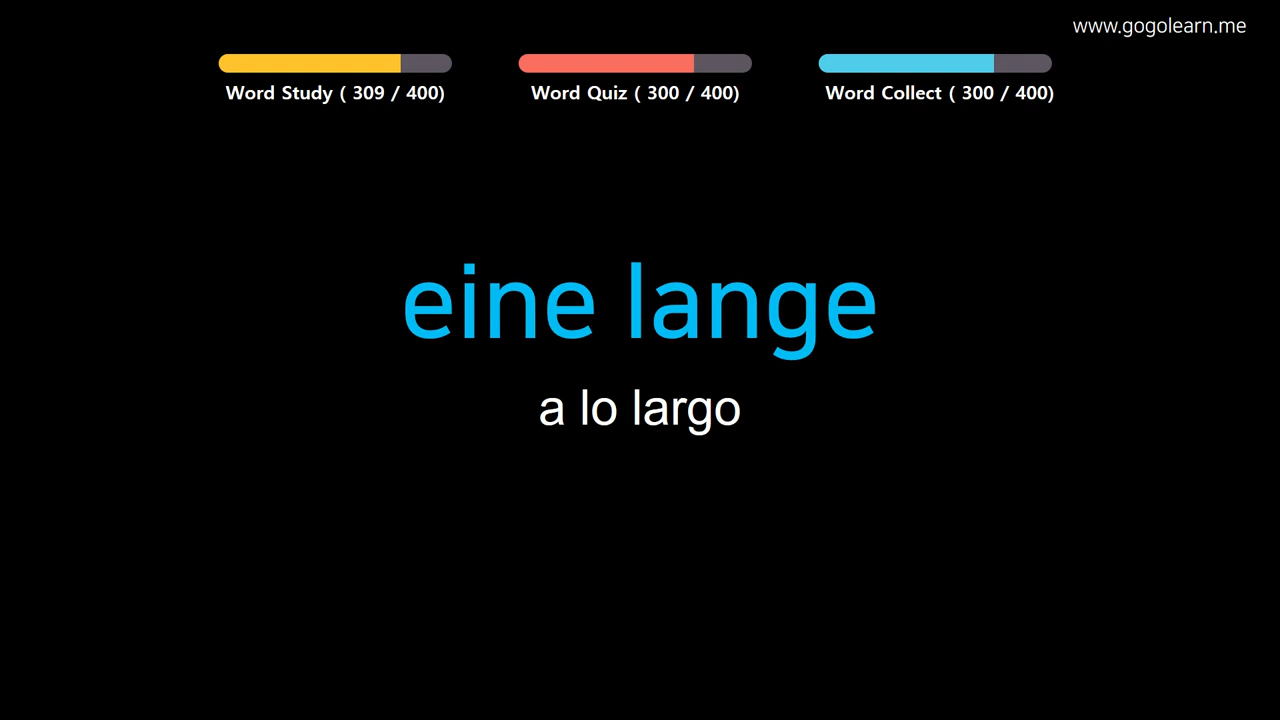 www.gogolearn.me
Word Study ( 309 / 400)
Word Quiz ( 300 / 400)
Word Collect ( 300 / 400)
eine lange
a lo largo